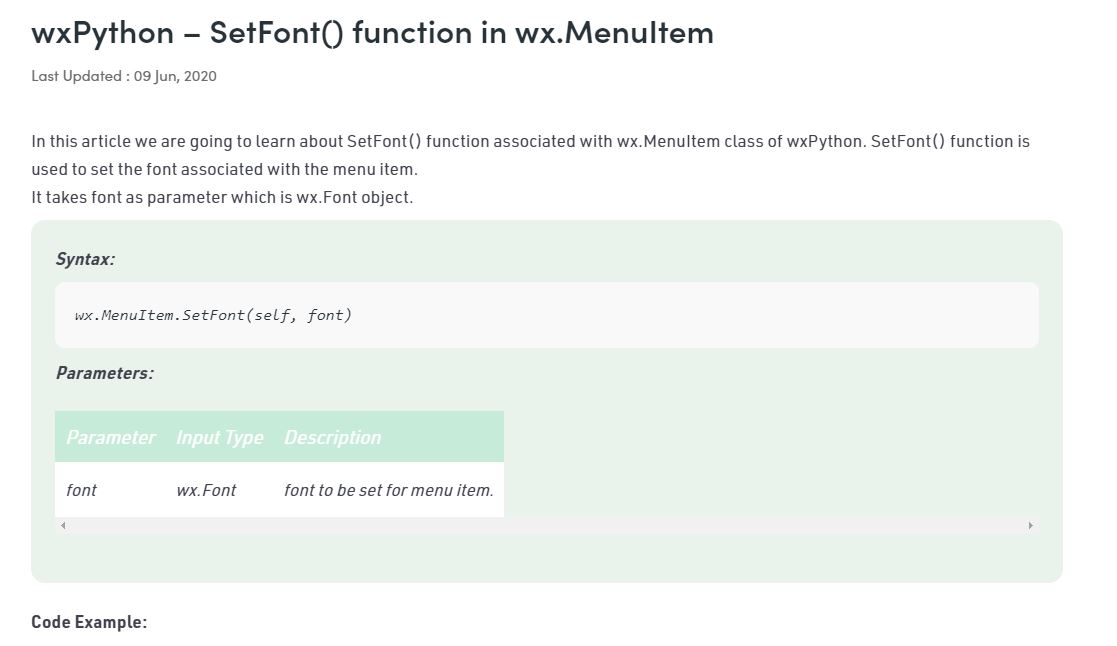 wxPython – SetFont() function in wx.MenuItem
Last Updated : 09 Jun, 2020
In this article we are going to learn about SetFont() function associated with wx.MenuItem class of wxPython. SetFont() function is
used to set the font associated with the menu item.
It takes font as parameter which is wx.Font object.
Syntax:
wx.MenuItem.SetFont(self, font)
Parameters:
Parameter Input Type Description
font wx.Font font to be set for menu item.
Code Example: